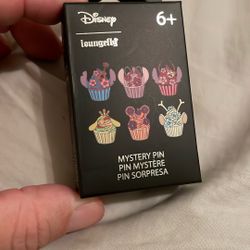 Disney
6+
Loungefly
MYSTERY PIN
PIN MYSTÈRE
PIN SORPRESA